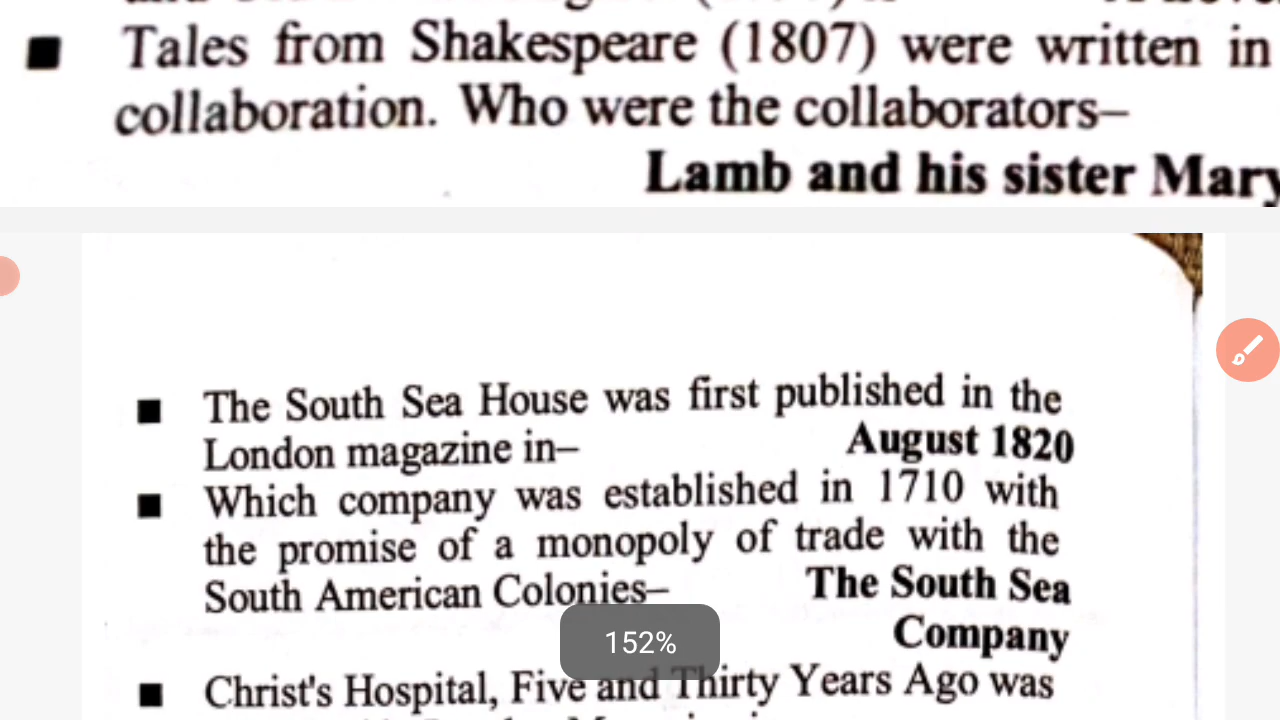 Tales from Shakespeare (1807) were written in
collaboration. Who were the collaborators–
Lamb and his sister Mary
The South Sea House was first published in the
London magazine in– August 1820
Which company was established in 1710 with
the promise of a monopoly of trade with the
South American Colonies– The South Sea
Company
152%
Christ's Hospital, Five and Thirty Years Ago was